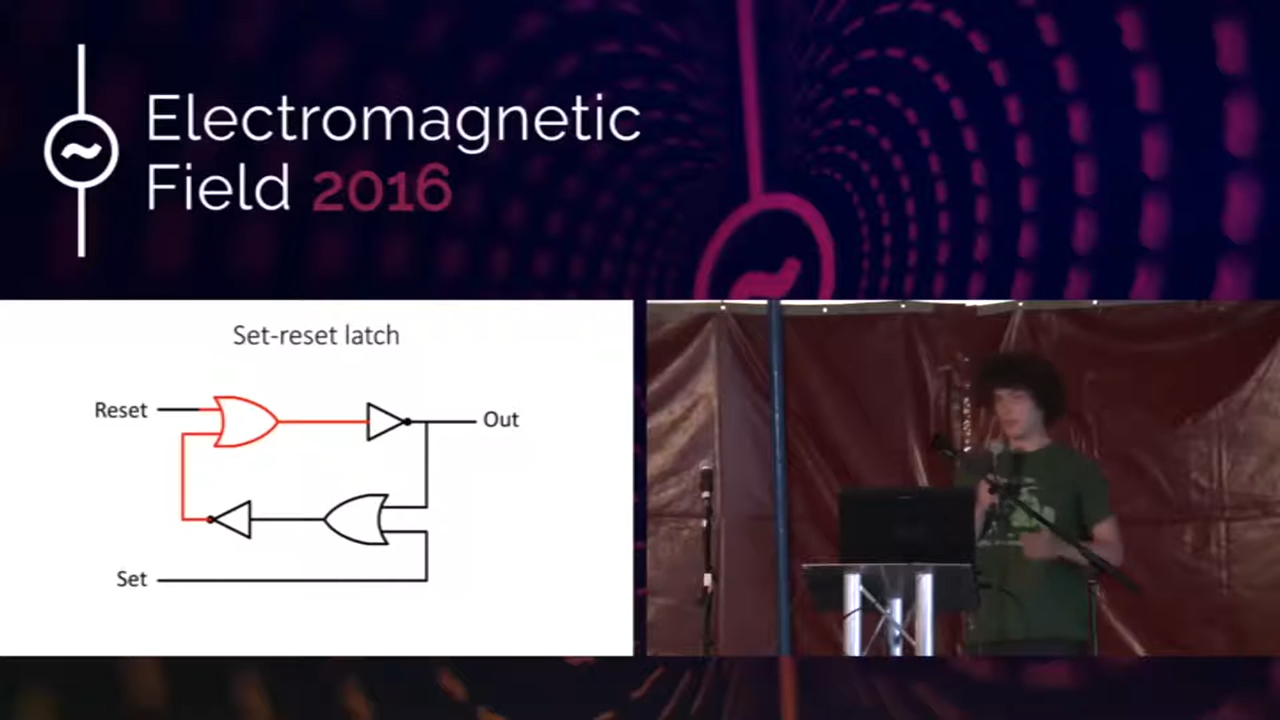 Electromagnetic
Field 2016
Set-reset latch
Reset
Out
Set